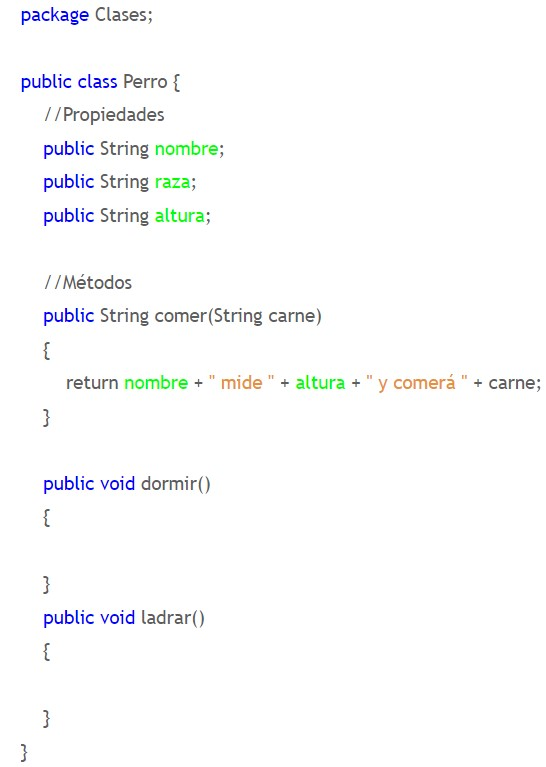 package Clases;
public class Perro {
//Propiedades
public String nombre;
public String raza;
public String altura;
//Métodos
public String comer(String carne)
{
return nombre + " mide " + altura + " y comerá " + carne;
}
public void dormir()
{
}
public void ladrar()
{
}
}